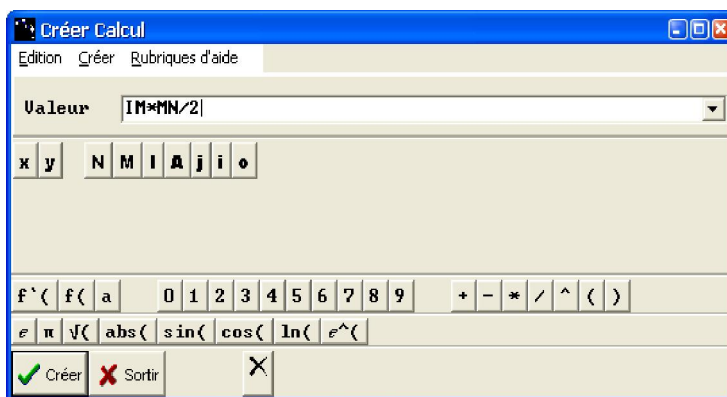 Créer Calcul
Edition Créer Rubriques d'aide
Valeur IM*MN/2
x y N M I A j i o
f`( f( a 0 1 2 3 4 5 6 7 8 9 + - * / ^ ( )
e π √( abs( sin( cos( ln( e^(
Créer Sortir